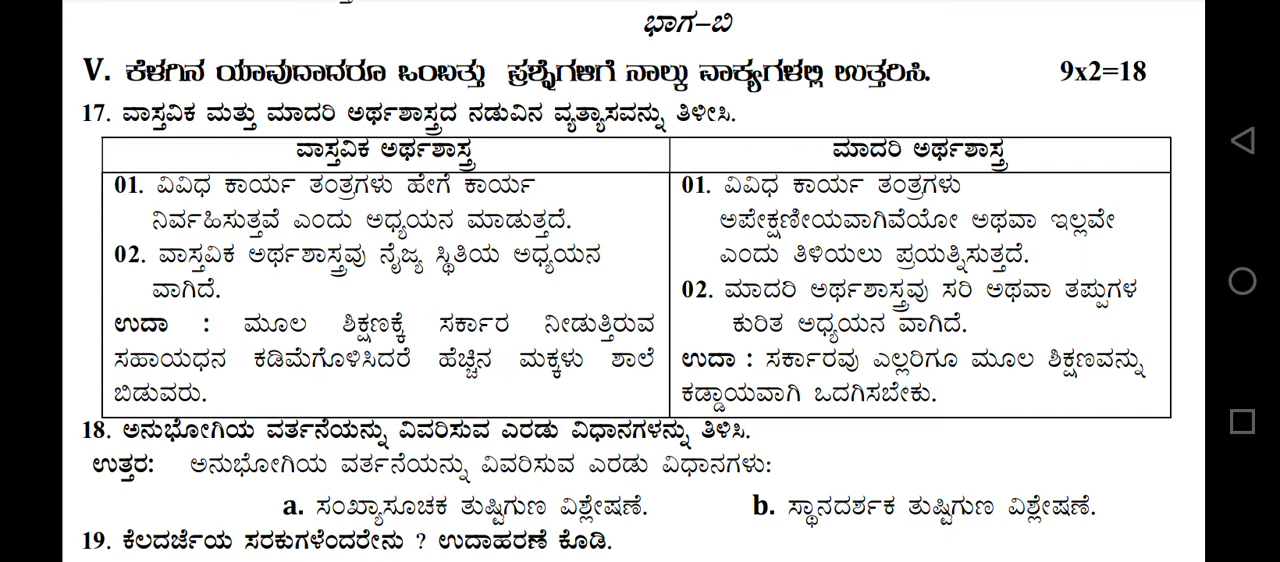 ಭಾಗ–ಬಿ
V. ಕೆಳಗಿನ ಯಾವುದಾದರೂ ಒಂಬತ್ತು ಪ್ರಶ್ನೆಗಳಿಗೆ ನಾಲ್ಕು ವಾಕ್ಯಗಳಲ್ಲಿ ಉತ್ತರಿಸಿ. 9x2=18
17. ವಾಸ್ತವಿಕ ಮತ್ತು ಮಾದರಿ ಅರ್ಥಶಾಸ್ತ್ರದ ನಡುವಿನ ವ್ಯತ್ಯಾಸವನ್ನು ತಿಳೀಸಿ.
ವಾಸ್ತವಿಕ ಅರ್ಥಶಾಸ್ತ್ರ
01. ವಿವಿಧ ಕಾರ್ಯ ತಂತ್ರಗಳು ಹೇಗೆ ಕಾರ್ಯ
ನಿರ್ವಹಿಸುತ್ತವೆ ಎಂದು ಅಧ್ಯಯನ ಮಾಡುತ್ತದೆ.
02. ವಾಸ್ತವಿಕ ಅರ್ಥಶಾಸ್ತ್ರವು ನೈಜ್ಯ ಸ್ಥಿತಿಯ ಅಧ್ಯಯನ
ವಾಗಿದೆ.
ಉದಾ : ಮೂಲ ಶಿಕ್ಷಣಕ್ಕೆ ಸರ್ಕಾರ ನೀಡುತ್ತಿರುವ
ಸಹಾಯಧನ ಕಡಿಮೆಗೊಳಿಸಿದರೆ ಹೆಚ್ಚಿನ ಮಕ್ಕಳು ಶಾಲೆ
ಬಿಡುವರು.
ಮಾದರಿ ಅರ್ಥಶಾಸ್ತ್ರ
01. ವಿವಿಧ ಕಾರ್ಯ ತಂತ್ರಗಳು
ಅಪೇಕ್ಷಣೀಯವಾಗಿವೆಯೋ ಅಥವಾ ಇಲ್ಲವೇ
ಎಂದು ತಿಳಿಯಲು ಪ್ರಯತ್ನಿಸುತ್ತದೆ.
02. ಮಾದರಿ ಅರ್ಥಶಾಸ್ತ್ರವು ಸರಿ ಅಥವಾ ತಪ್ಪುಗಳ
ಕುರಿತ ಅಧ್ಯಯನ ವಾಗಿದೆ.
ಉದಾ : ಸರ್ಕಾರವು ಎಲ್ಲರಿಗೂ ಮೂಲ ಶಿಕ್ಷಣವನ್ನು
ಕಡ್ಡಾಯವಾಗಿ ಒದಗಿಸಬೇಕು.
18. ಅನುಭೋಗಿಯ ವರ್ತನೆಯನ್ನು ವಿವರಿಸುವ ಎರಡು ವಿಧಾನಗಳನ್ನು ತಿಳಿಸಿ.
ಉತ್ತರ: ಅನುಭೋಗಿಯ ವರ್ತನೆಯನ್ನು ವಿವರಿಸುವ ಎರಡು ವಿಧಾನಗಳು:
a. ಸಂಖ್ಯಾಸೂಚಕ ತುಷ್ಟಿಗುಣ ವಿಶ್ಲೇಷಣೆ. b. ಸ್ಥಾನದರ್ಶಕ ತುಷ್ಟಿಗುಣ ವಿಶ್ಲೇಷಣೆ.
19. ಕೆಲದರ್ಜೆಯ ಸರಕುಗಳೆಂದರೇನು ? ಉದಾಹರಣೆ ಕೊಡಿ.